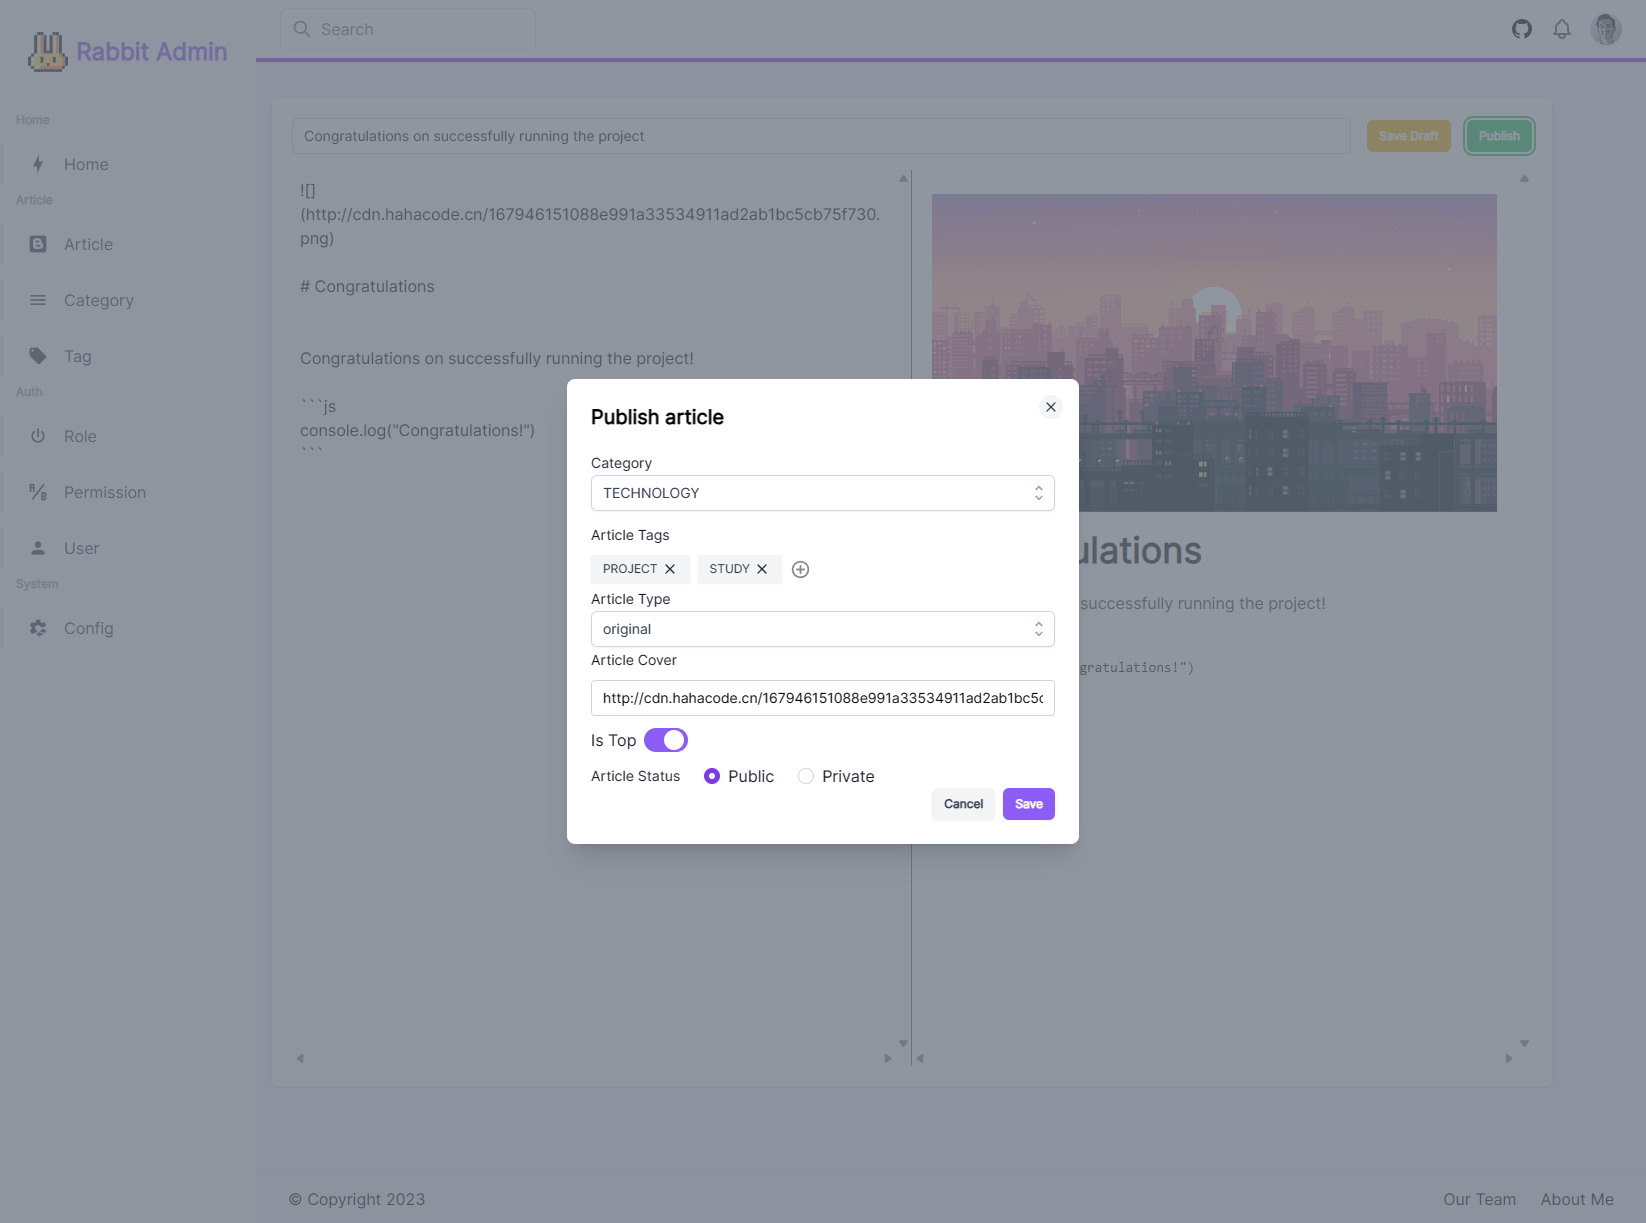 Rabbit Admin
Search
Home
Home
Article
Article
Category
Tag
Auth
Role
Permission
User
System
Config
Congratulations on successfully running the project
Save Draft
Publish
![]
(http://cdn.hahacode.cn/167946151088e991a33534911ad2ab1bc5cb75f730.
png)
# Congratulations
Congratulations on successfully running the project!
```js
console.log("Congratulations!")
```
ulations
successfully running the project!
gratulations!")
Publish article
Category
TECHNOLOGY
Article Tags
PROJECT
STUDY
Article Type
original
Article Cover
http://cdn.hahacode.cn/167946151088e991a33534911ad2ab1bc5c
Is Top
Article Status
Public
Private
Cancel
Save
© Copyright 2023
Our Team
About Me